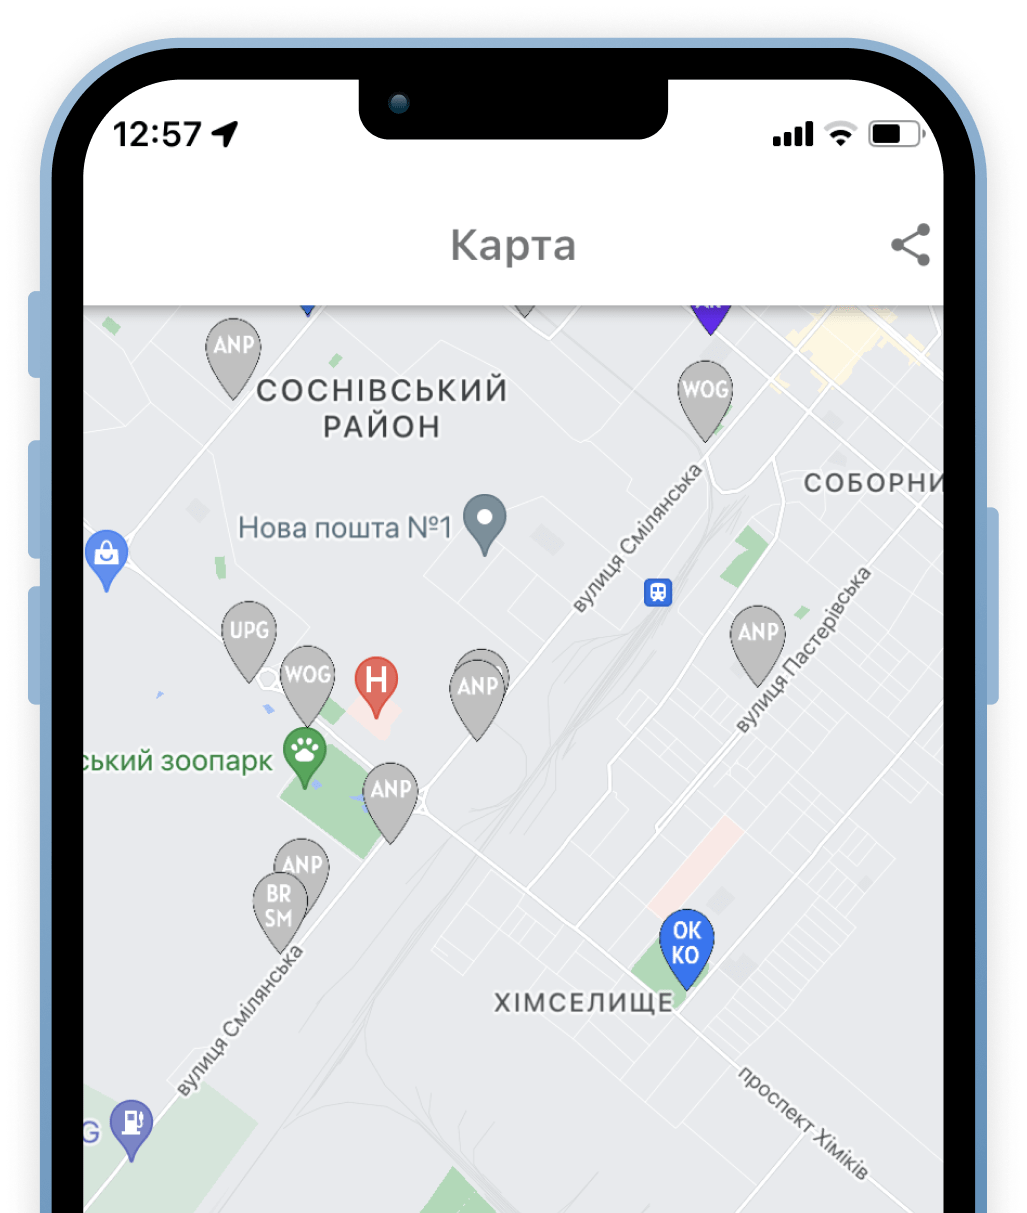 12:57
Карта
ANP
СОСНІВСЬКИЙ
РАЙОН
WOG
СОБОРНИ
Нова пошта №1
вулиця Смілянська
UPG
WOG
H
ANP
ANP
вулиця Пастерівська
ський зоопарк
ANP
ANP
BR
SM
OK
KO
ХІМСЕЛИЩЕ
вулиця Смілянська
проспект Хіміків
G